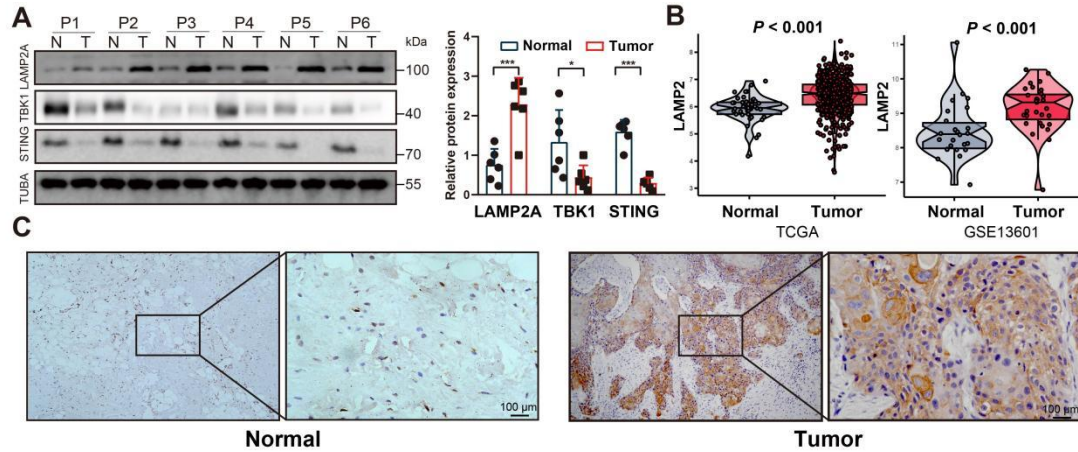 A
P1 P2 P3 P4 P5 P6
N T N T N T N T N T N T
kDa
LAMP2A
100
TBK1
40
STING
70
TUBA
55
Relative protein expression
4
3
2
1
0
Normal Tumor
*** * ***
LAMP2A TBK1 STING
B
P < 0.001
LAMP2
8
7
6
5
4
3
Normal Tumor
TCGA
P < 0.001
LAMP2
11
10
9
8
7
Normal Tumor
GSE13601
C
100 µm
Normal
100 µm
Tumor